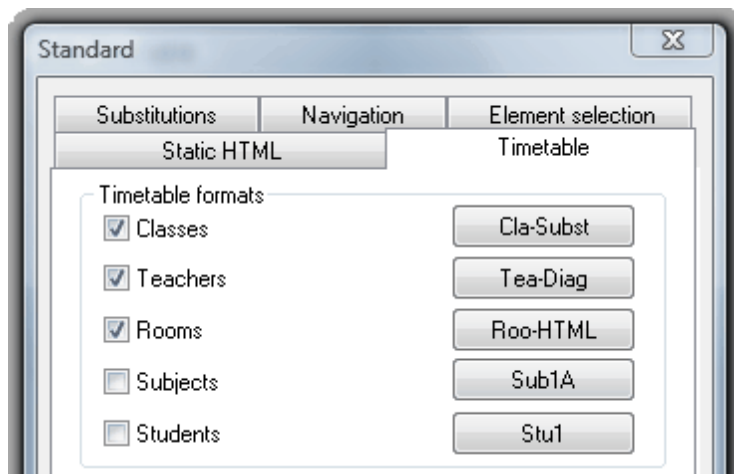 Standard
Substitutions Navigation Element selection
Static HTML Timetable
Timetable formats
Classes Cla-Subst
Teachers Tea-Diag
Rooms Roo-HTML
Subjects Sub1A
Students Stu1